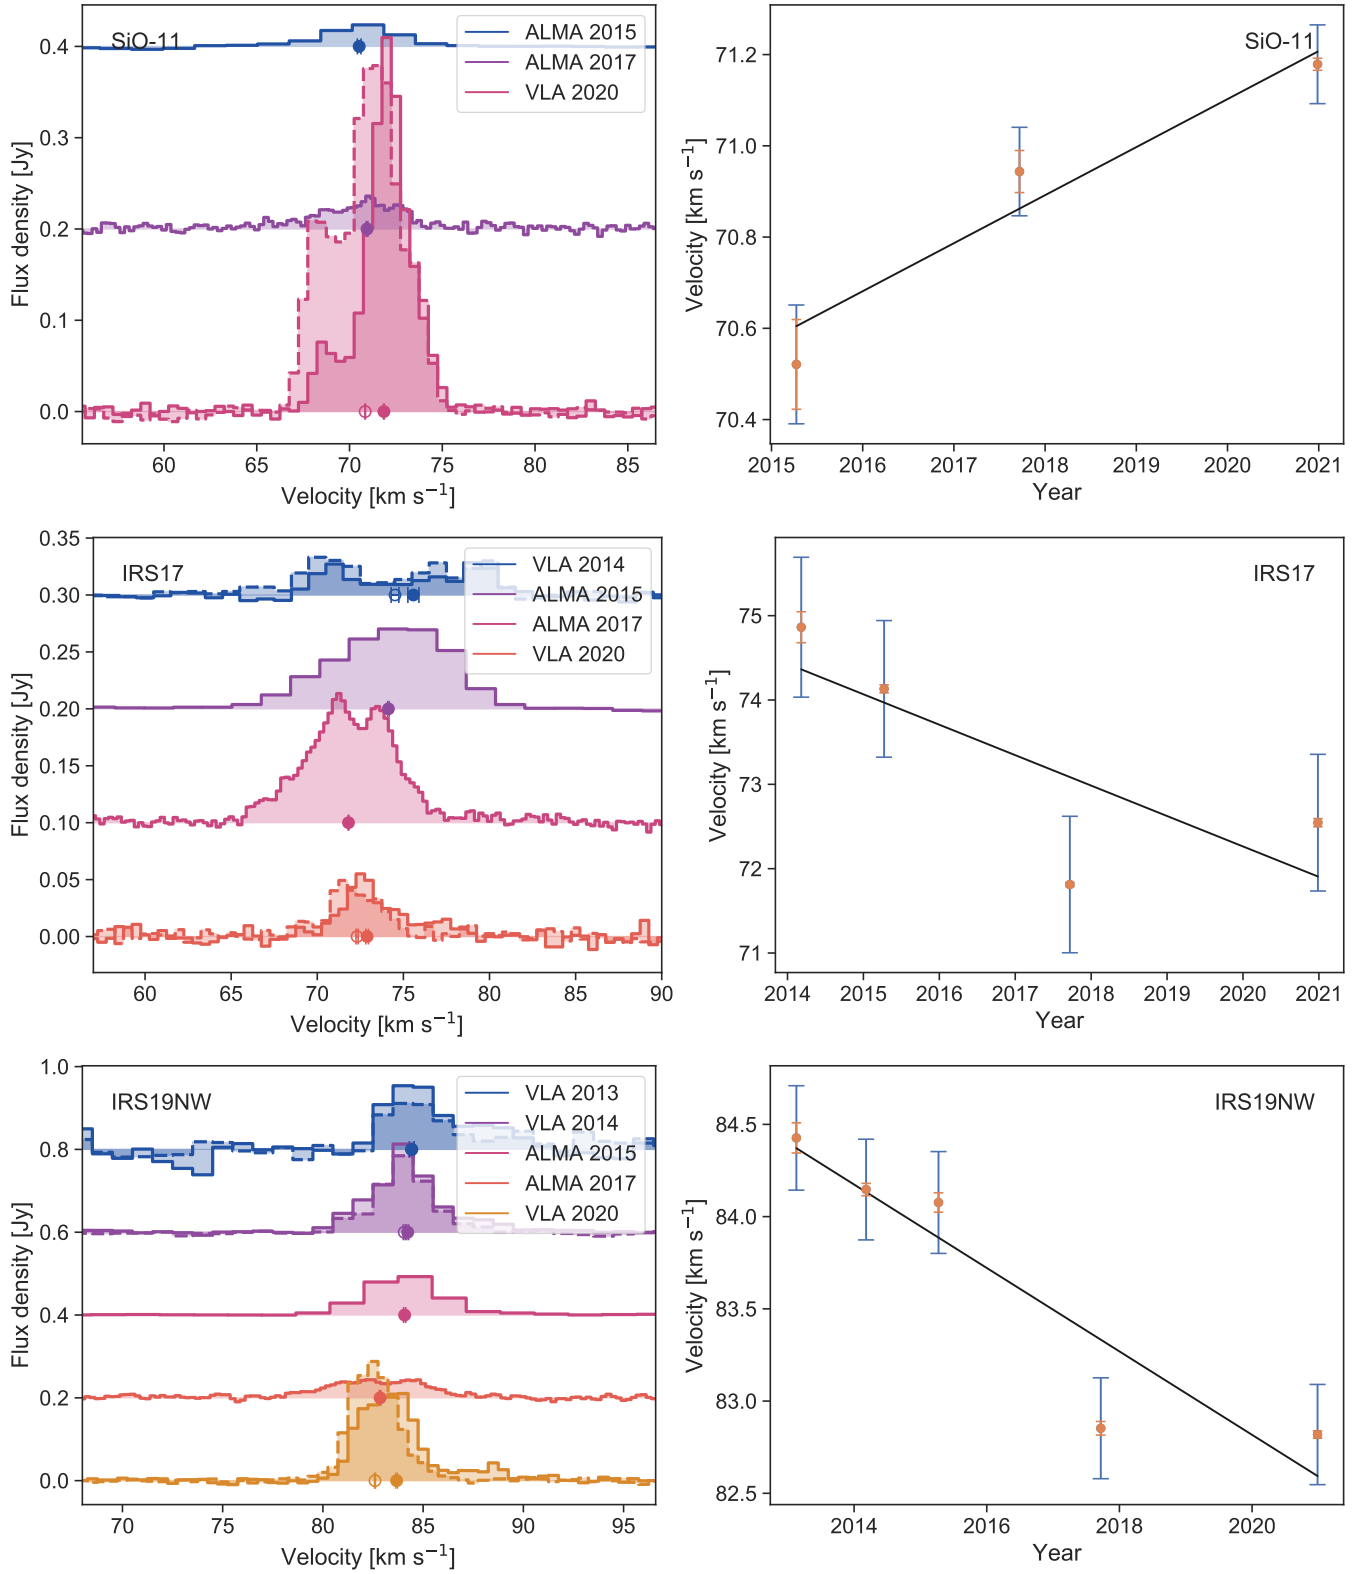 SiO-11
ALMA 2015
ALMA 2017
VLA 2020
0.4
0.3
0.2
0.1
0.0
Flux density [Jy]
60 65 70 75 80 85
Velocity [km s−1]
SiO-11
71.2
71.0
70.8
70.6
70.4
Velocity [km s−1]
2015 2016 2017 2018 2019 2020 2021
Year
IRS17
VLA 2014
ALMA 2015
ALMA 2017
VLA 2020
0.35
0.30
0.25
0.20
0.15
0.10
0.05
0.00
Flux density [Jy]
60 65 70 75 80 85 90
Velocity [km s−1]
IRS17
75
74
73
72
71
Velocity [km s−1]
2014 2015 2016 2017 2018 2019 2020 2021
Year
IRS19NW
VLA 2013
VLA 2014
ALMA 2015
ALMA 2017
VLA 2020
1.0
0.8
0.6
0.4
0.2
0.0
Flux density [Jy]
70 75 80 85 90 95
Velocity [km s−1]
IRS19NW
84.5
84.0
83.5
83.0
82.5
Velocity [km s−1]
2014 2016 2018 2020
Year